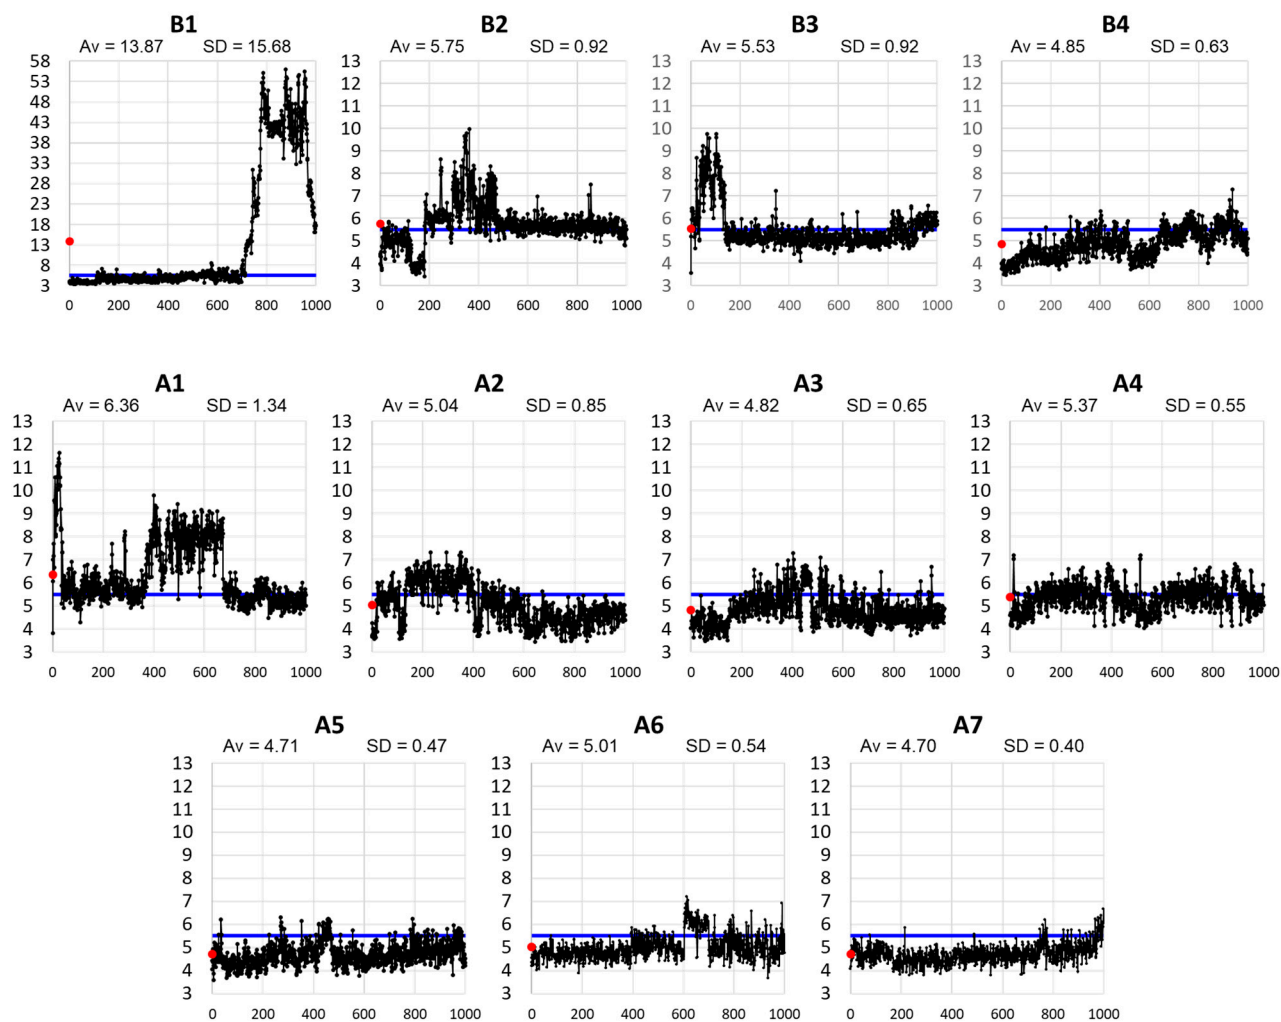 B1 B2 B3 B4
Av = 13.87 SD = 15.68 Av = 5.75 SD = 0.92 Av = 5.53 SD = 0.92 Av = 4.85 SD = 0.63
58 13 13 13
53 12 12 12
48 11 11 11
43 10 10 10
38 9 9 9
33 8 8 8
28 7 7 7
23 6 6 6
18 5 5 5
13 4 4 4
8 3 3 3
3
0 200 400 600 800 1000 0 200 400 600 800 1000 0 200 400 600 800 1000 0 200 400 600 800 1000
A1 A2 A3 A4
Av = 6.36 SD = 1.34 Av = 5.04 SD = 0.85 Av = 4.82 SD = 0.65 Av = 5.37 SD = 0.55
13 13 13 13
12 12 12 12
11 11 11 11
10 10 10 10
9 9 9 9
8 8 8 8
7 7 7 7
6 6 6 6
5 5 5 5
4 4 4 4
3 3 3 3
0 200 400 600 800 1000 0 200 400 600 800 1000 0 200 400 600 800 1000 0 200 400 600 800 1000
A5 A6 A7
Av = 4.71 SD = 0.47 Av = 5.01 SD = 0.54 Av = 4.70 SD = 0.40
13 13 13
12 12 12
11 11 11
10 10 10
9 9 9
8 8 8
7 7 7
6 6 6
5 5 5
4 4 4
3 3 3
0 200 400 600 800 1000 0 200 400 600 800 1000 0 200 400 600 800 1000